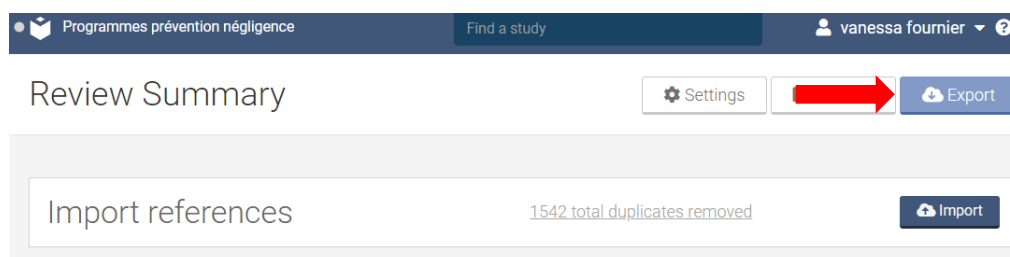 Programmes prévention négligence
Find a study
vanessa fournier
Review Summary
Settings
Export
Import references
1542 total duplicates removed
Import